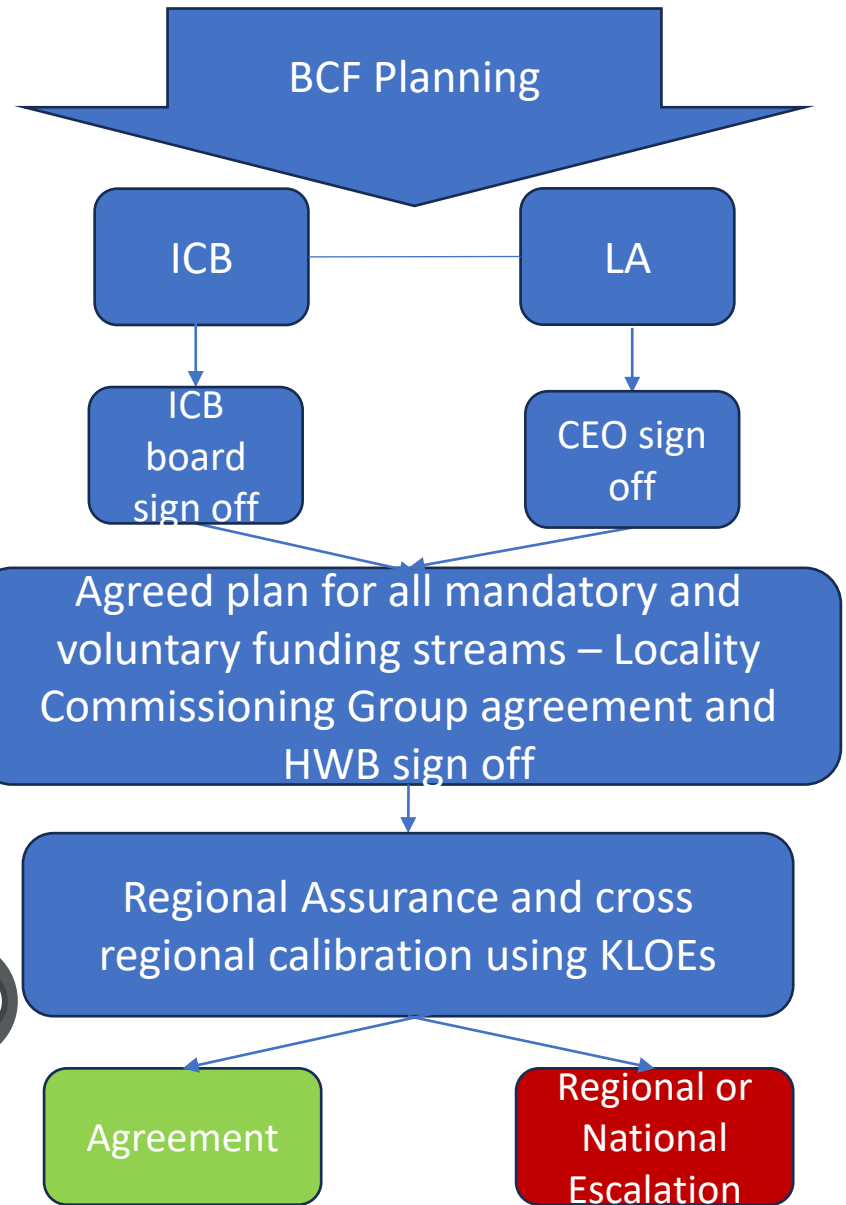 BCF Planning
ICB
LA
ICB
board
sign off
CEO sign
off
Agreed plan for all mandatory and
voluntary funding streams – Locality
Commissioning Group agreement and
HWB sign off
Regional Assurance and cross
regional calibration using KLOEs
Agreement
Regional or
National
Escalation